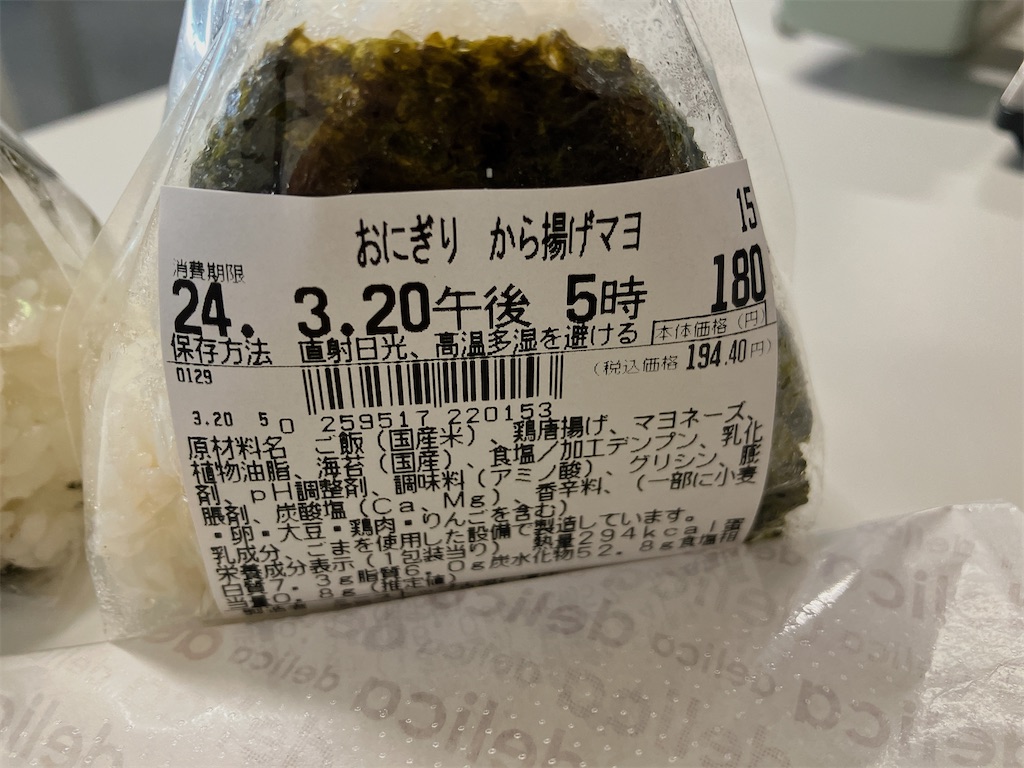 おにぎり から揚げマヨ
15
消費期限
24. 3.20午後 5時
180
本体価格(円)
保存方法 直射日光、高温多湿を避ける
(税込価格 194.40円)
0129
3.20 5
0 259517 220153
原材料名 ご飯(国産米)、鶏唐揚げ、マヨネーズ、
植物油脂、海苔(国産)、食塩/加工デンプン、乳化
剤、pH調整剤、調味料(アミノ酸)、グリシン、膨
脹剤、炭酸塩(Ca、Mg)、香辛料、(一部に小麦
・卵・大豆・鶏肉・りんごを含む)
乳成分、ごまを使用した設備で製造しています。
栄養成分表示(1包装当り) 熱量294kcal蛋
白質7.3g脂質6.0g炭水化物52.8g食塩相
当量0.8g(推定値)
delica
delica
delica
delica
delica
delica